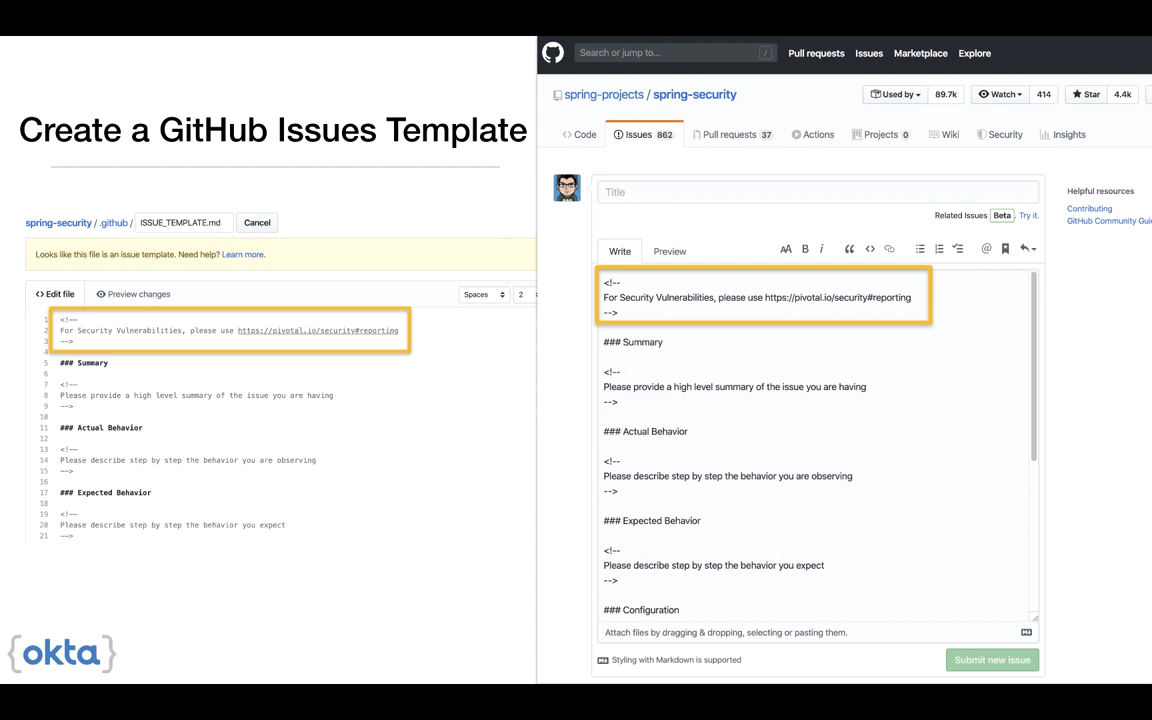 Create a GitHub Issues Template
spring-security / .github / ISSUE_TEMPLATE.md Cancel
Looks like this file is an issue template. Need help? Learn more.
<> Edit file Preview changes Spaces 2
1 <!--
2 For Security Vulnerabilities, please use https://pivotal.io/security#reporting
3 -->
4
5 ### Summary
6
7 <!--
8 Please provide a high level summary of the issue you are having
9 -->
10
11 ### Actual Behavior
12
13 <!--
14 Please describe step by step the behavior you are observing
15 -->
16
17 ### Expected Behavior
18
19 <!--
20 Please describe step by step the behavior you expect
21 -->
{okta}
Search or jump to... / Pull requests Issues Marketplace Explore
spring-projects / spring-security Used by 89.7k Watch 414 Star 4.4k
<> Code Issues 862 Pull requests 37 Actions Projects 0 Wiki Security Insights
Title
Related Issues Beta . Try it.
Write Preview AA B i
<!--
For Security Vulnerabilities, please use https://pivotal.io/security#reporting
-->
### Summary
<!--
Please provide a high level summary of the issue you are having
-->
### Actual Behavior
<!--
Please describe step by step the behavior you are observing
-->
### Expected Behavior
<!--
Please describe step by step the behavior you expect
-->
### Configuration
Attach files by dragging & dropping, selecting or pasting them.
Styling with Markdown is supported
Submit new issue
Helpful resources
Contributing
GitHub Community